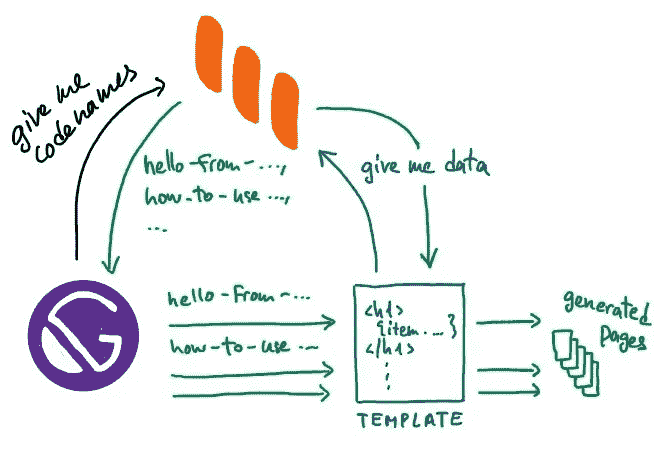 give me
codenames
hello-from-...,
how-to-use ...,
...
give me data
hello-From-...
how-to-use ...
<h1>
{item. ... }
</h1>
TEMPLATE
generated
pages